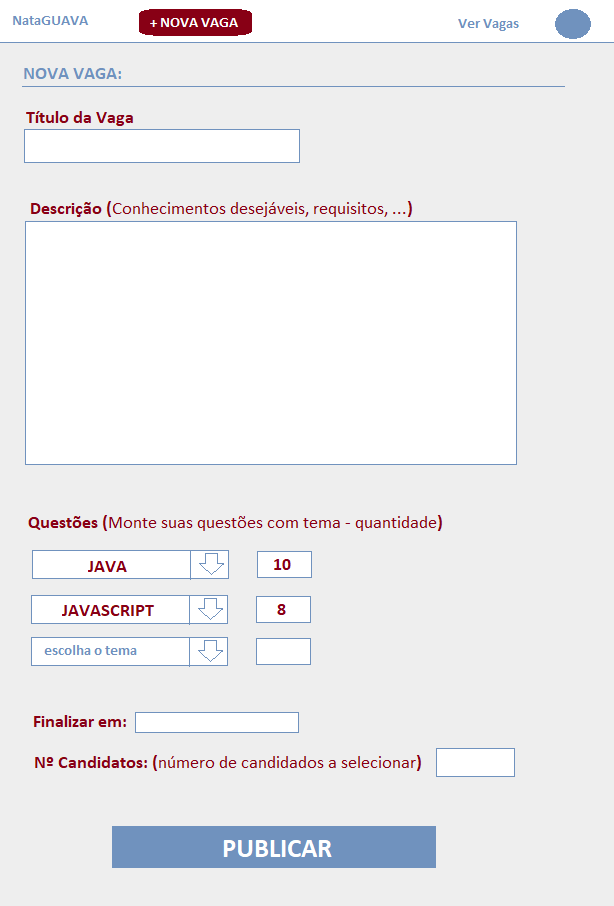 NataGUAVA
+ NOVA VAGA
Ver Vagas
NOVA VAGA:
Título da Vaga
Descrição (Conhecimentos desejáveis, requisitos, ...)
Questões (Monte suas questões com tema - quantidade)
JAVA 10
JAVASCRIPT 8
escolha o tema
Finalizar em:
Nº Candidatos: (número de candidados a selecionar)
PUBLICAR